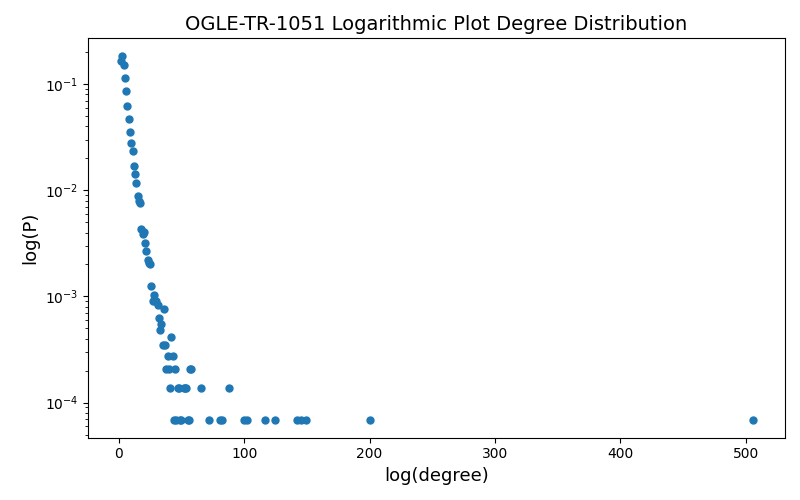 OGLE-TR-1051 Logarithmic Plot Degree Distribution
log(P)
10⁻¹
10⁻²
10⁻³
10⁻⁴
0 100 200 300 400 500
log(degree)